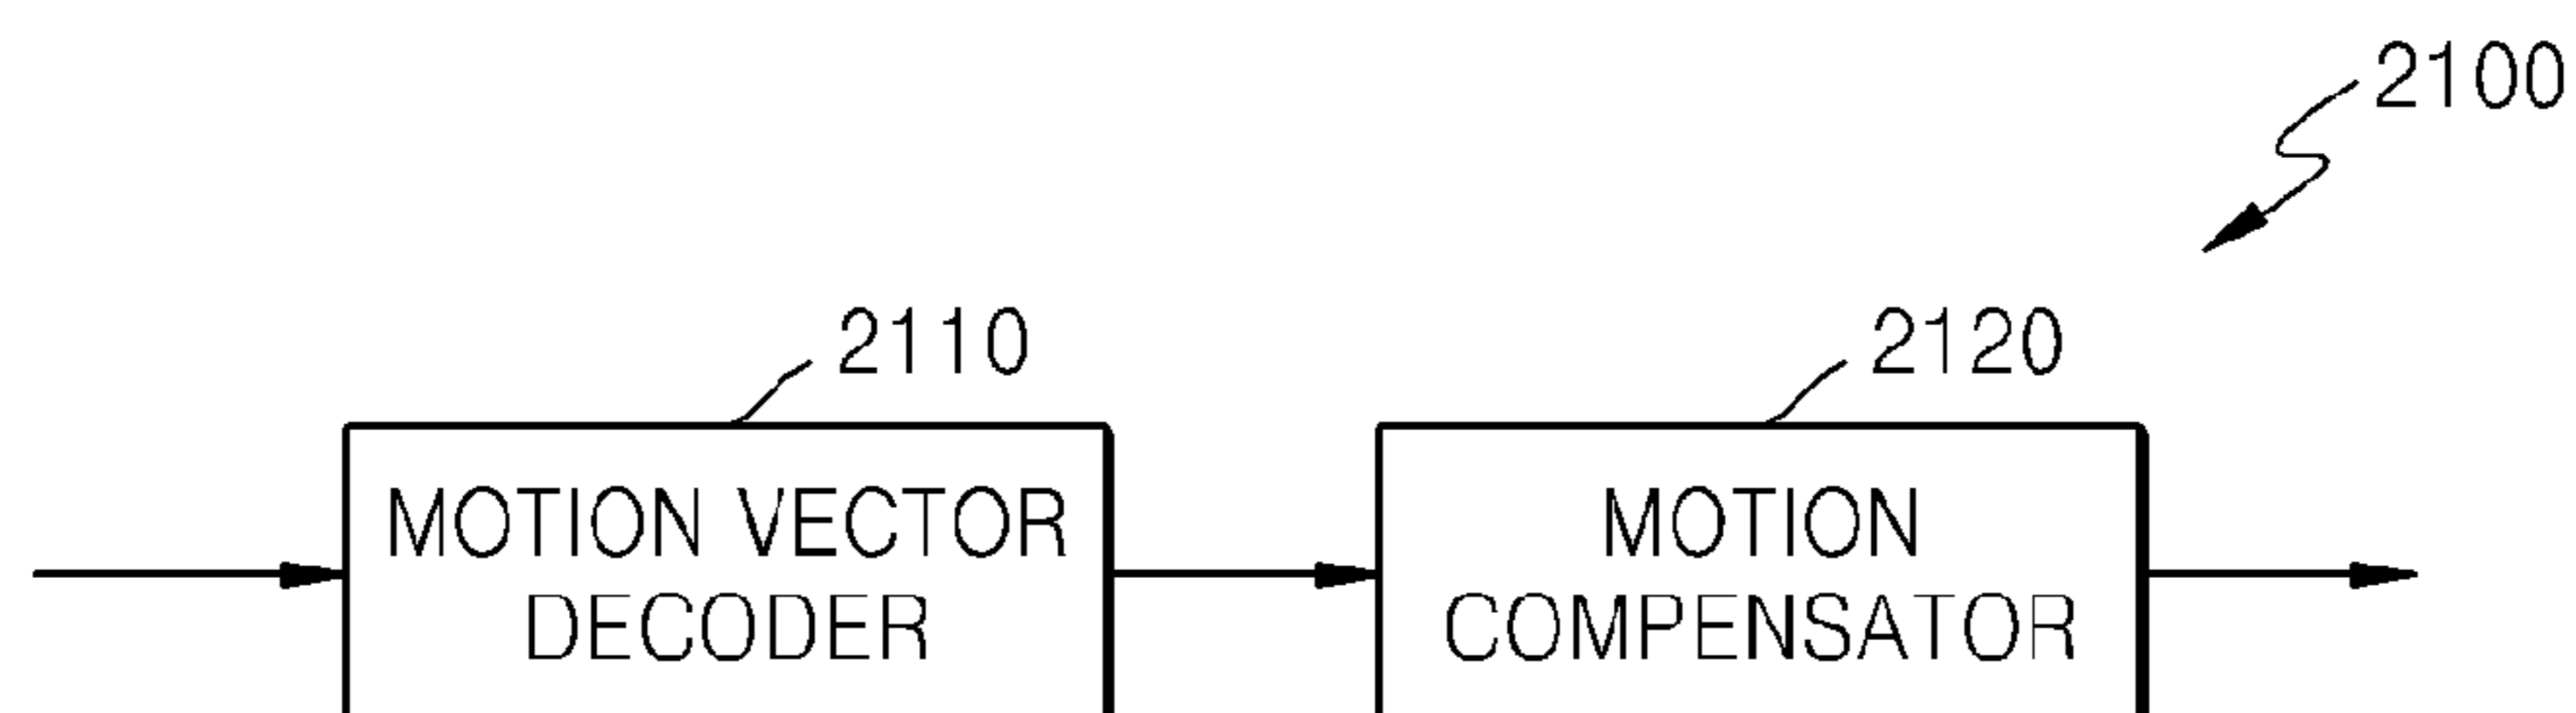 2100
2110
2120
MOTION VECTOR
DECODER
MOTION
COMPENSATOR